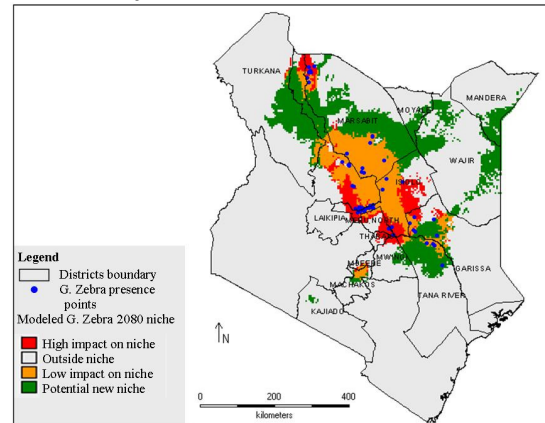 TURKANA
MANDERA
MOYALE
MARSABIT
WAJIR
ISIOLO
LAIKIPIA
MERU NORTH
THARAKA
MWINGI
MBEERE
GARISSA
MACHAKOS
TANA RIVER
KAJIADO
Legend
Districts boundary
G. Zebra presence
points
Modeled G. Zebra 2080 niche
High impact on niche
Outside niche
Low impact on niche
Potential new niche
N
0 200 400
kilometers